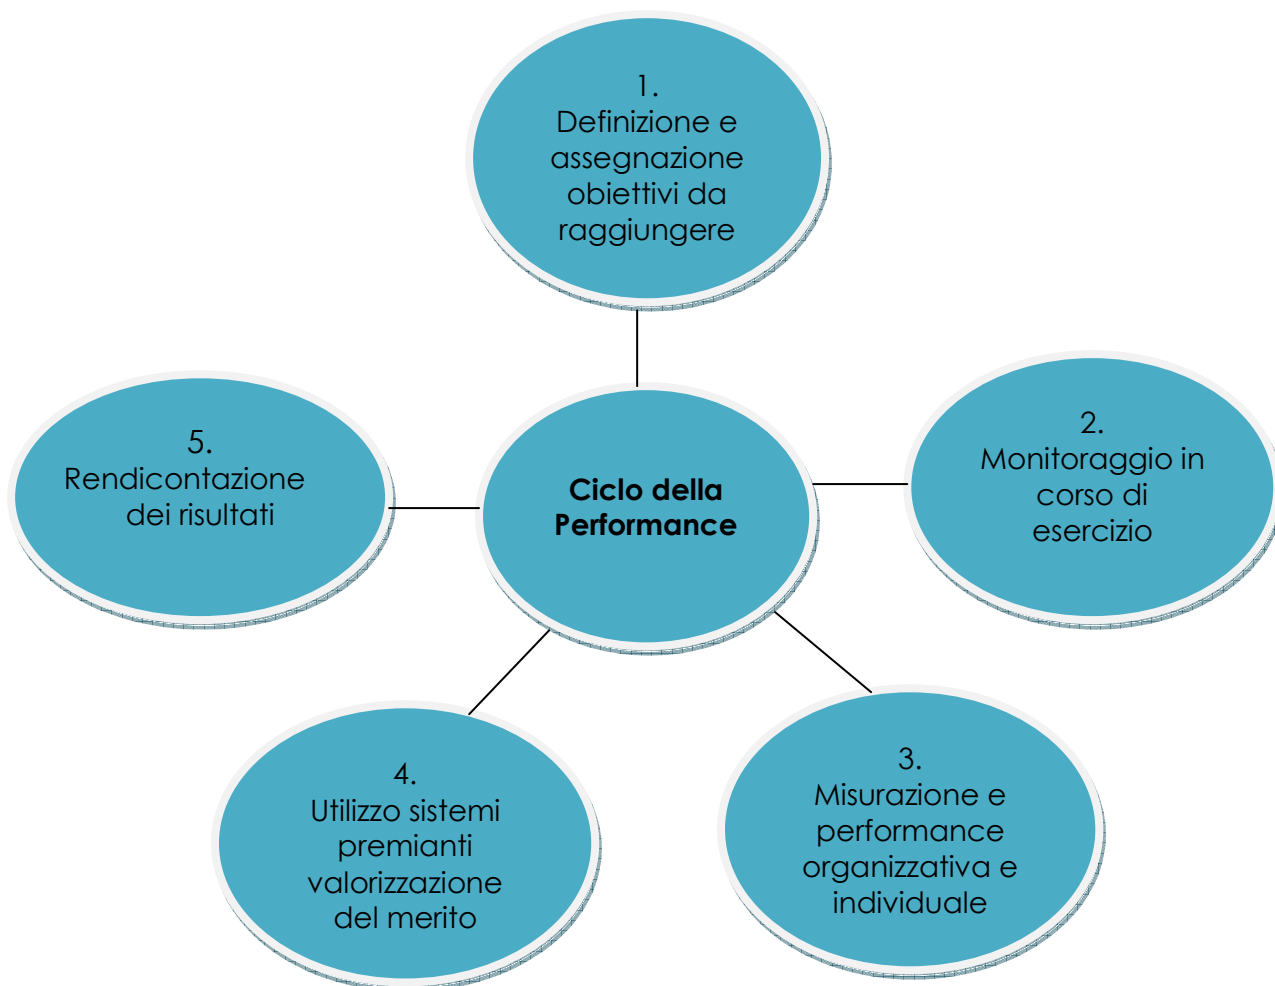 1.
Definizione e
assegnazione
obiettivi da
raggiungere
2.
Monitoraggio in
corso di
esercizio
Ciclo della
Performance
5.
Rendicontazione
dei risultati
3.
Misurazione e
performance
organizzativa e
individuale
4.
Utilizzo sistemi
premianti
valorizzazione
del merito